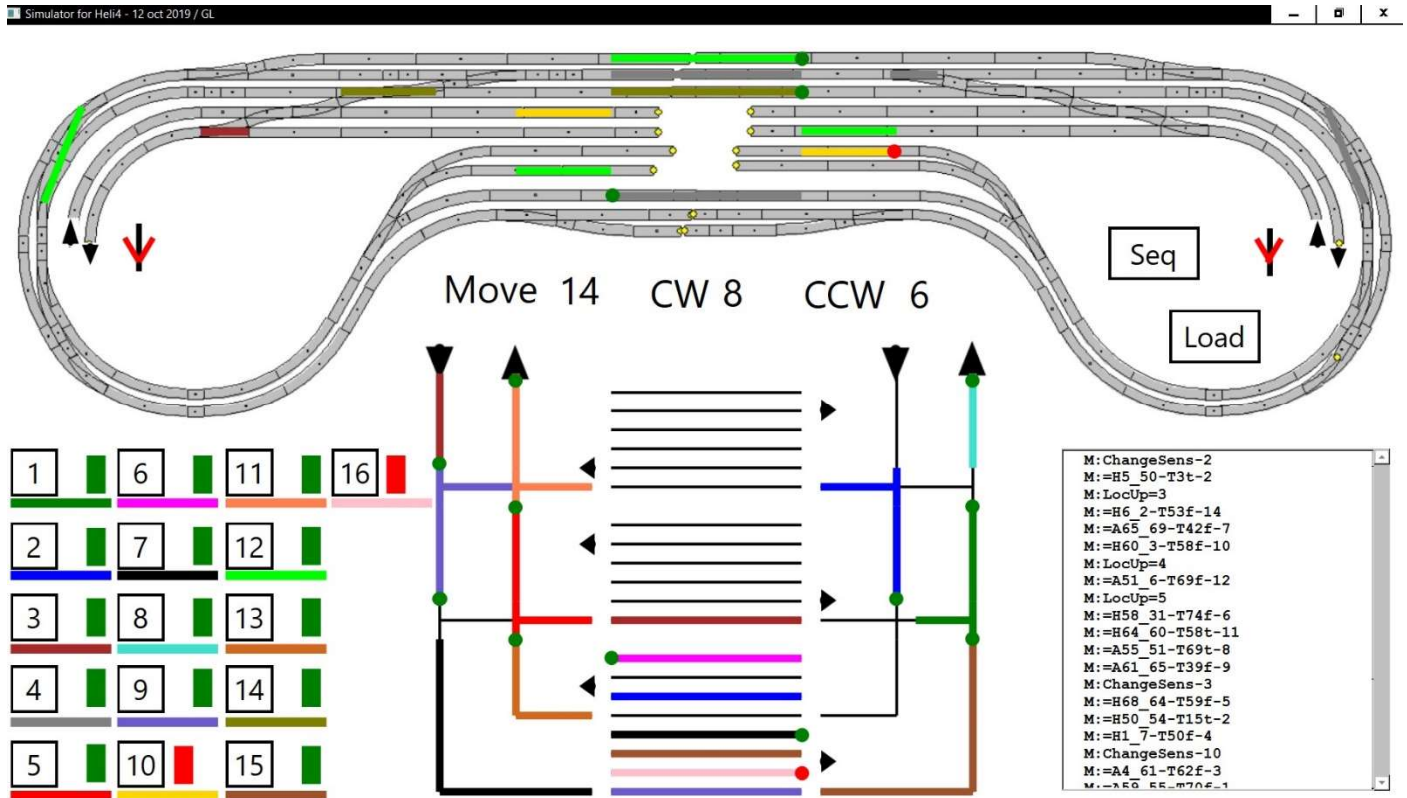 Simulator for Heli4 - 12 oct 2019 / GL
Seq
Move 14 CW 8 CCW 6
Load
1 6 11 16
2 7 12
3 8 13
4 9 14
5 10 15
M:ChangeSens-2
M:=H5_50-T3t-2
M:LocUp=3
M:=H6_2-T53f-14
M:=A65_69-T42f-7
M:=H60_3-T58f-10
M:LocUp=4
M:=A51_6-T69f-12
M:LocUp=5
M:=H58_31-T74f-6
M:=H64_60-T58t-11
M:=A55_51-T69t-8
M:=A61_65-T39f-9
M:ChangeSens-3
M:=H68_64-T59f-5
M:=H50_54-T15t-2
M:=H1_7-T50f-4
M:ChangeSens-10
M:=A4_61-T62f-3
M:=A59_55-T70f-1